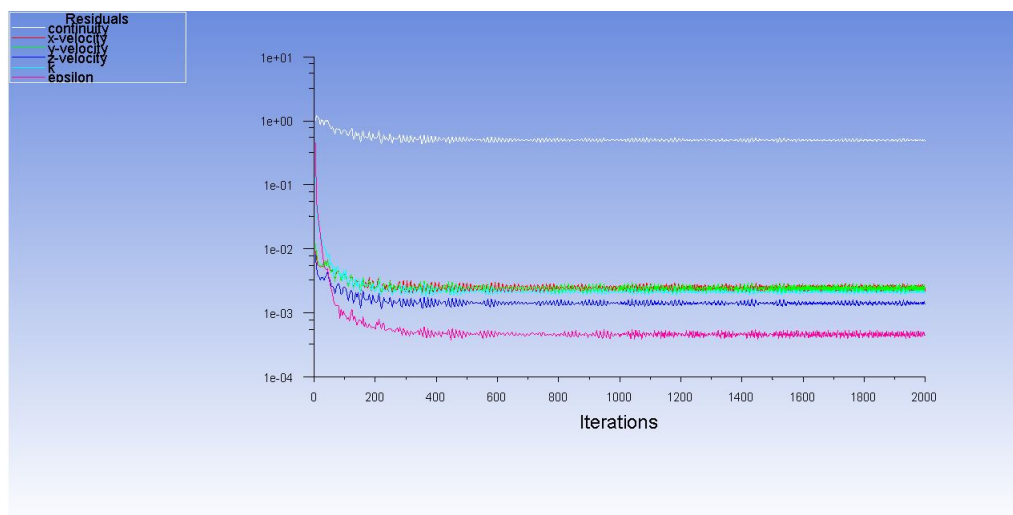 Residuals
continuity
x-velocity
y-velocity
z-velocity
k
epsilon
1e+01
1e+00
1e-01
1e-02
1e-03
1e-04
0 200 400 600 800 1000 1200 1400 1600 1800 2000
Iterations